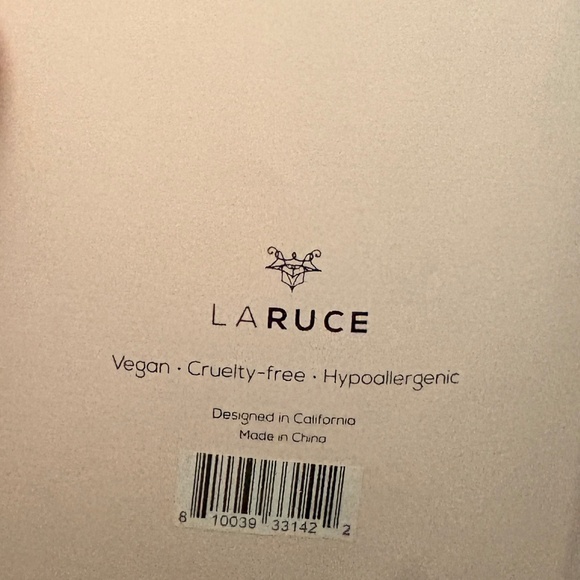 LARUCE
Vegan · Cruelty-free · Hypoallergenic
Designed in California
Made in China
8 10039 33142 2